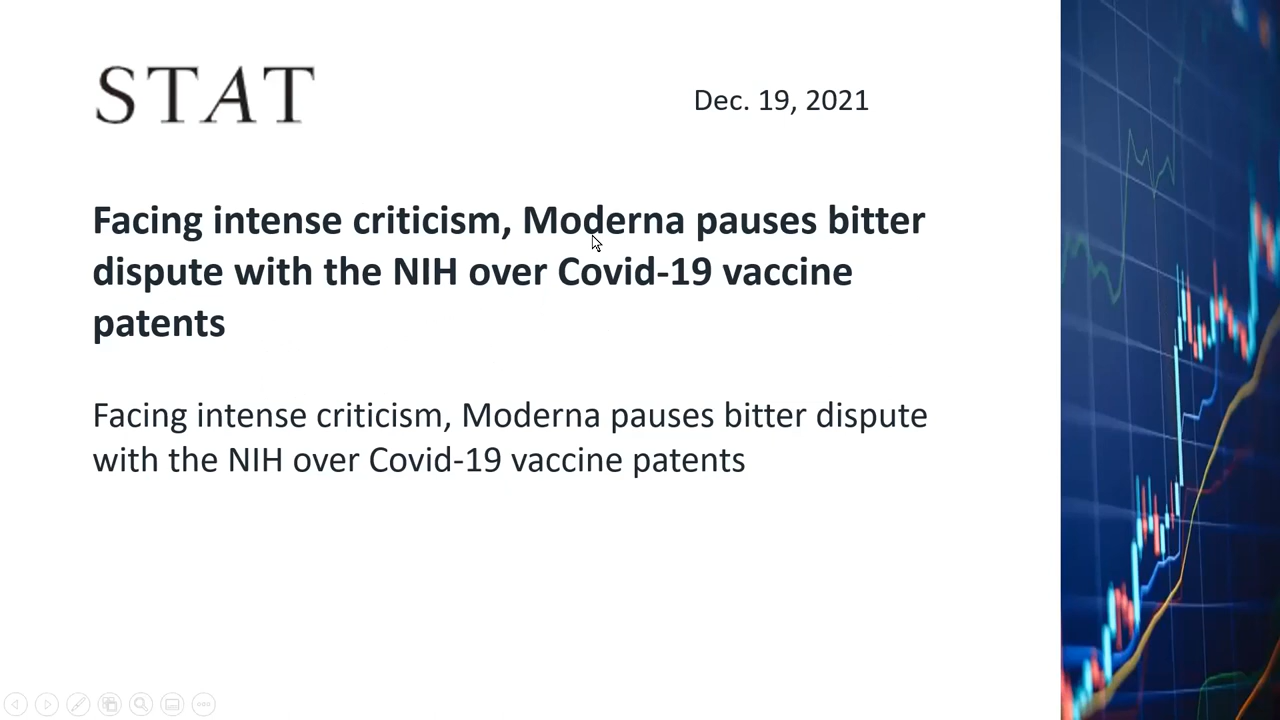 STAT
Dec. 19, 2021
Facing intense criticism, Moderna pauses bitter
dispute with the NIH over Covid-19 vaccine
patents
Facing intense criticism, Moderna pauses bitter dispute
with the NIH over Covid-19 vaccine patents